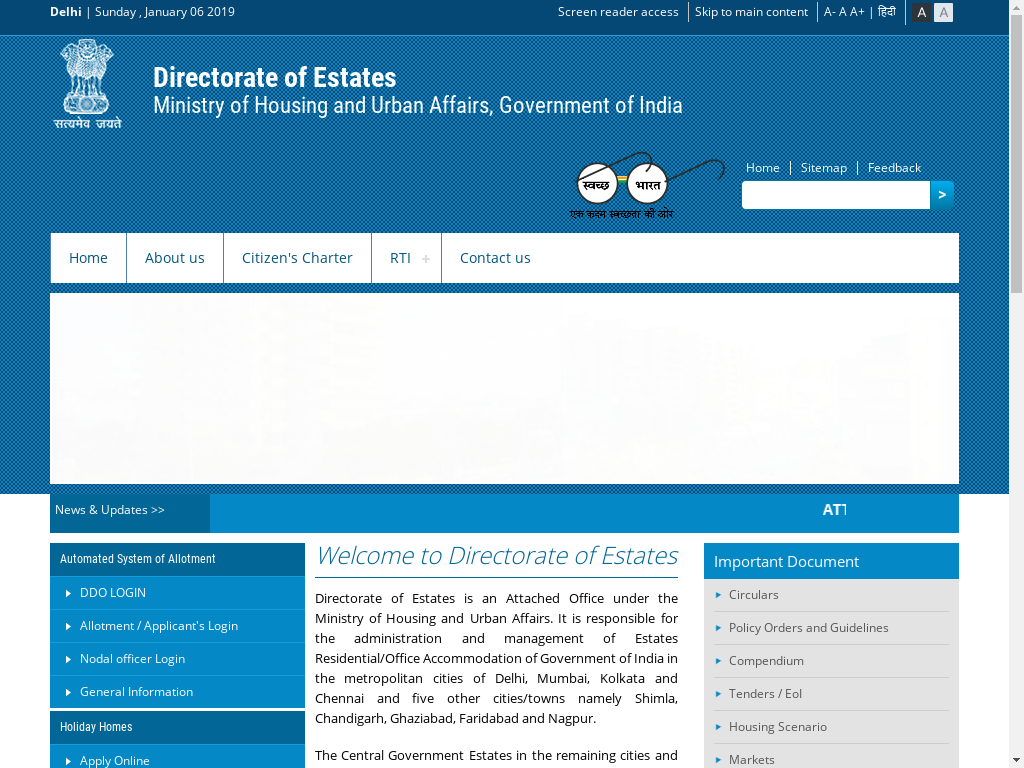 Delhi | Sunday , January 06 2019
Screen reader access
Skip to main content
A- A A+ | हिंदी
A A
सत्यमेव जयते
Directorate of Estates
Ministry of Housing and Urban Affairs, Government of India
स्वच्छ भारत
एक कदम स्वच्छता की ओर
Home
Sitemap
Feedback
>
Home
About us
Citizen's Charter
RTI +
Contact us
News & Updates >>
Automated System of Allotment
DDO LOGIN
Allotment / Applicant's Login
Nodal officer Login
General Information
Holiday Homes
Apply Online
Welcome to Directorate of Estates
Directorate of Estates is an Attached Office under the
Ministry of Housing and Urban Affairs. It is responsible for
the administration and management of Estates
Residential/Office Accommodation of Government of India in
the metropolitan cities of Delhi, Mumbai, Kolkata and
Chennai and five other cities/towns namely Shimla,
Chandigarh, Ghaziabad, Faridabad and Nagpur.
The Central Government Estates in the remaining cities and
Important Document
Circulars
Policy Orders and Guidelines
Compendium
Tenders / EoI
Housing Scenario
Markets